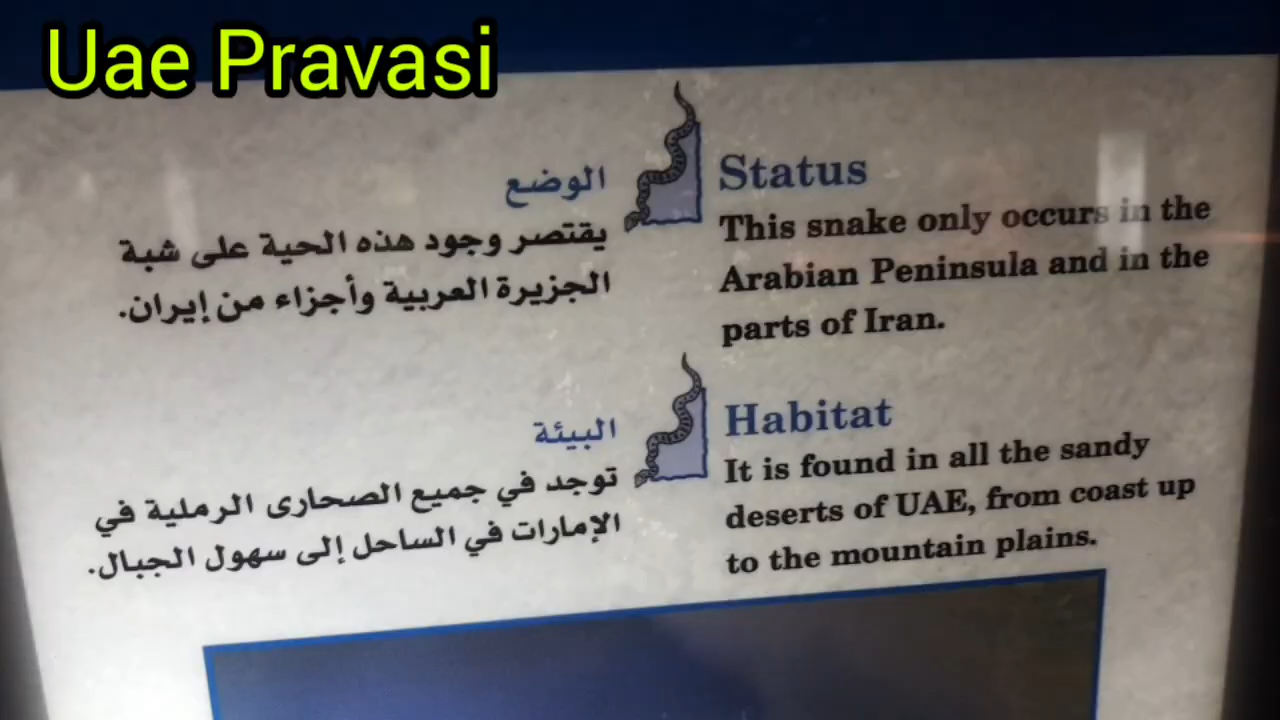 Uae Pravasi
Status
This snake only occurs in the
Arabian Peninsula and in the
parts of Iran.
الوضع
يقتصر وجود هذه الحية على شبة
الجزيرة العربية وأجزاء من إيران.
Habitat
It is found in all the sandy
deserts of UAE, from coast up
to the mountain plains.
البيئة
توجد في جميع الصحارى الرملية في
الإمارات في الساحل إلى سهول الجبال.